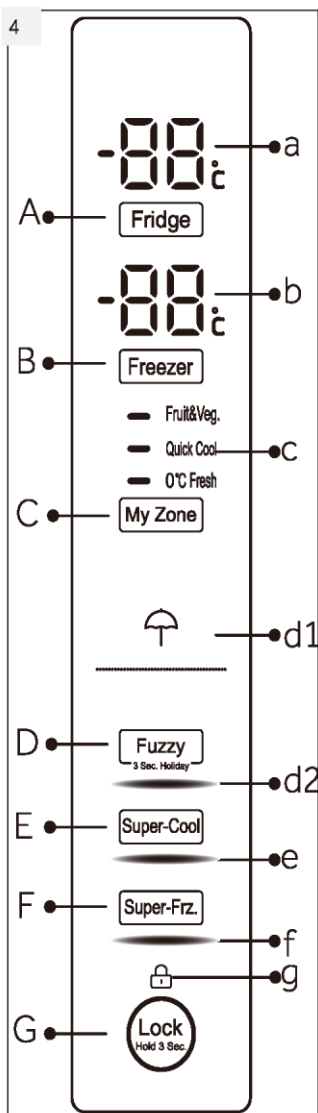 4
-88°C
a
A
Fridge
-88°C
b
B
Freezer
Fruit&Veg.
Quick Cool
c
0°C Fresh
C
My Zone
d1
D
Fuzzy
3 Sec. Holiday
d2
E
Super-Cool
e
F
Super-Frz.
f
g
G
Lock
Hold 3 Sec.